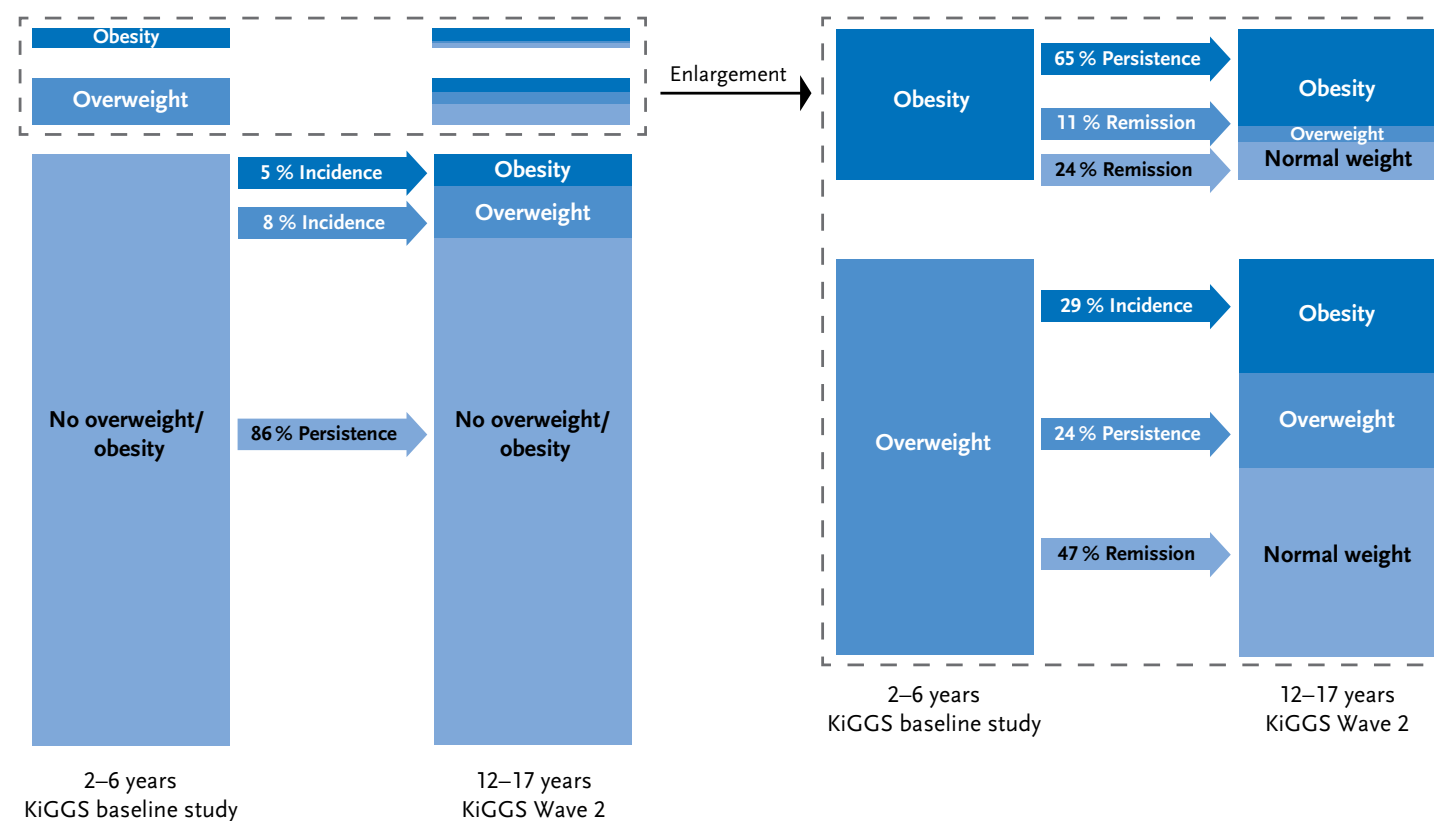 Obesity
Overweight
No overweight/
obesity
5 % Incidence
8 % Incidence
86 % Persistence
Obesity
Overweight
No overweight/
obesity
2–6 years
KiGGS baseline study
12–17 years
KiGGS Wave 2
Enlargement
Obesity
65 % Persistence
11 % Remission
24 % Remission
Obesity
Overweight
Normal weight
Overweight
29 % Incidence
24 % Persistence
47 % Remission
Obesity
Overweight
Normal weight
2–6 years
KiGGS baseline study
12–17 years
KiGGS Wave 2